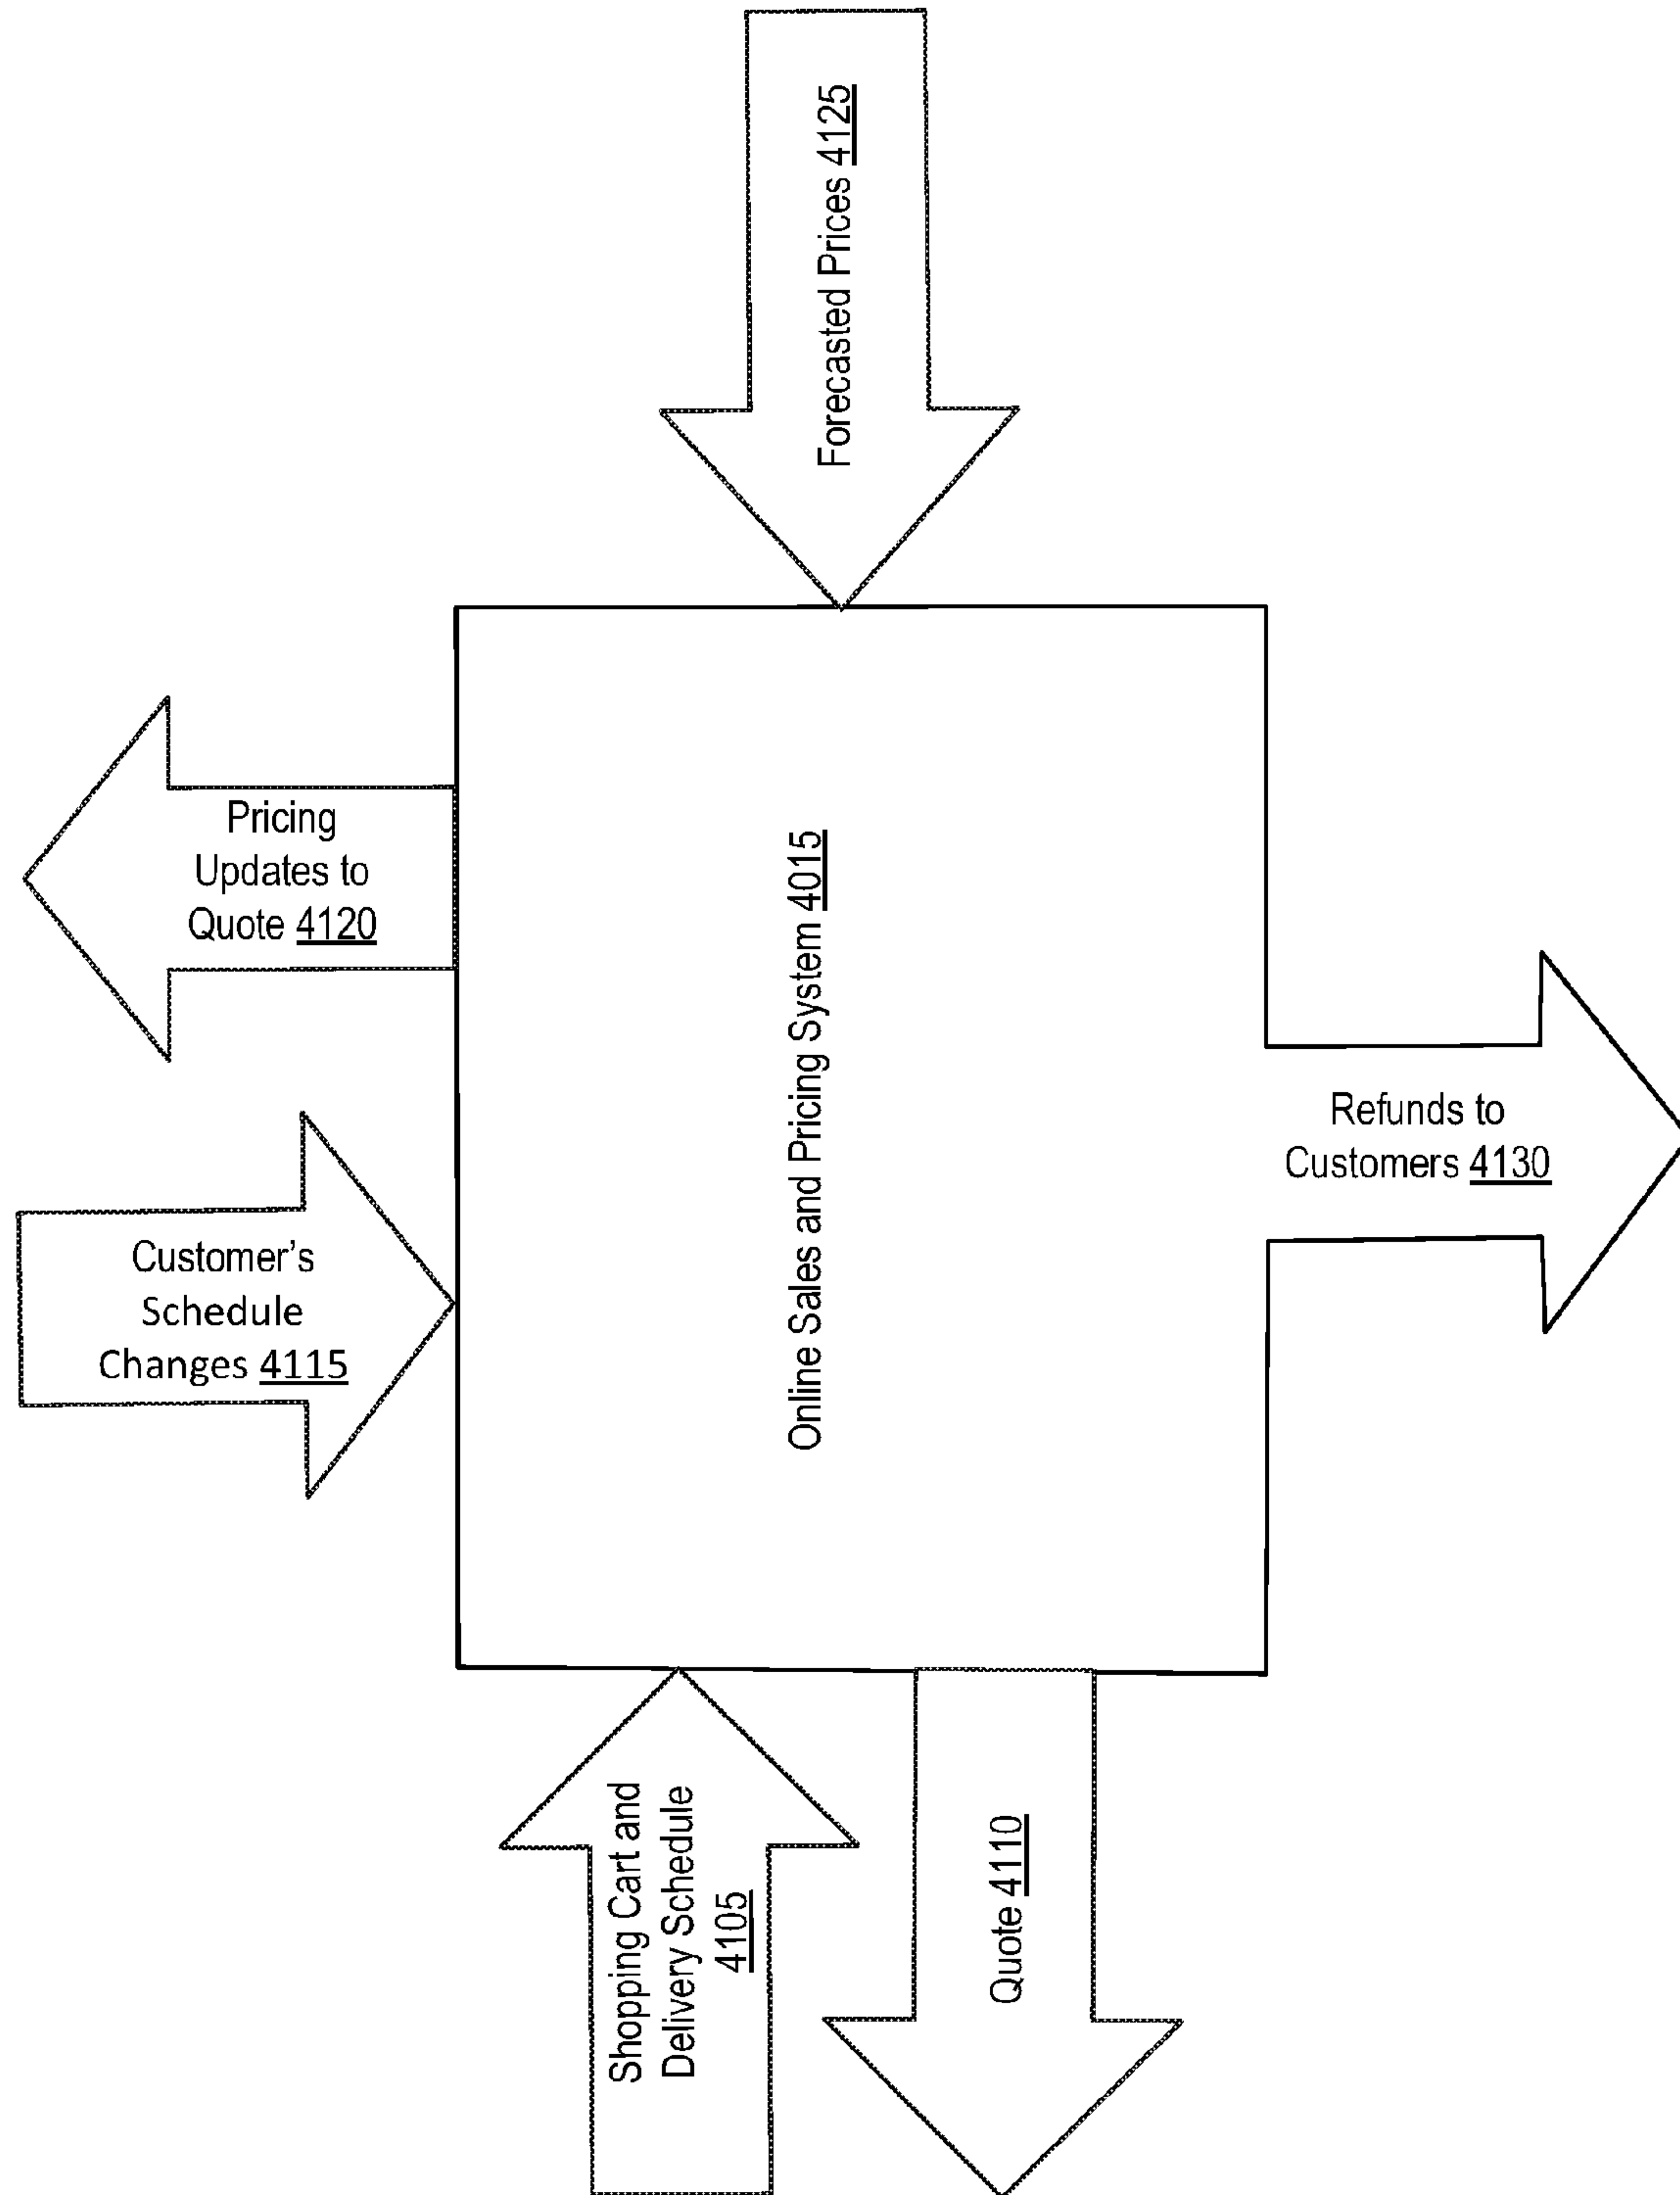 Forecasted Prices 4125
Pricing
Updates to
Quote 4120
Online Sales and Pricing System 4015
Refunds to
Customers 4130
Customer’s
Schedule
Changes 4115
Shopping Cart and
Delivery Schedule
4105
Quote 4110